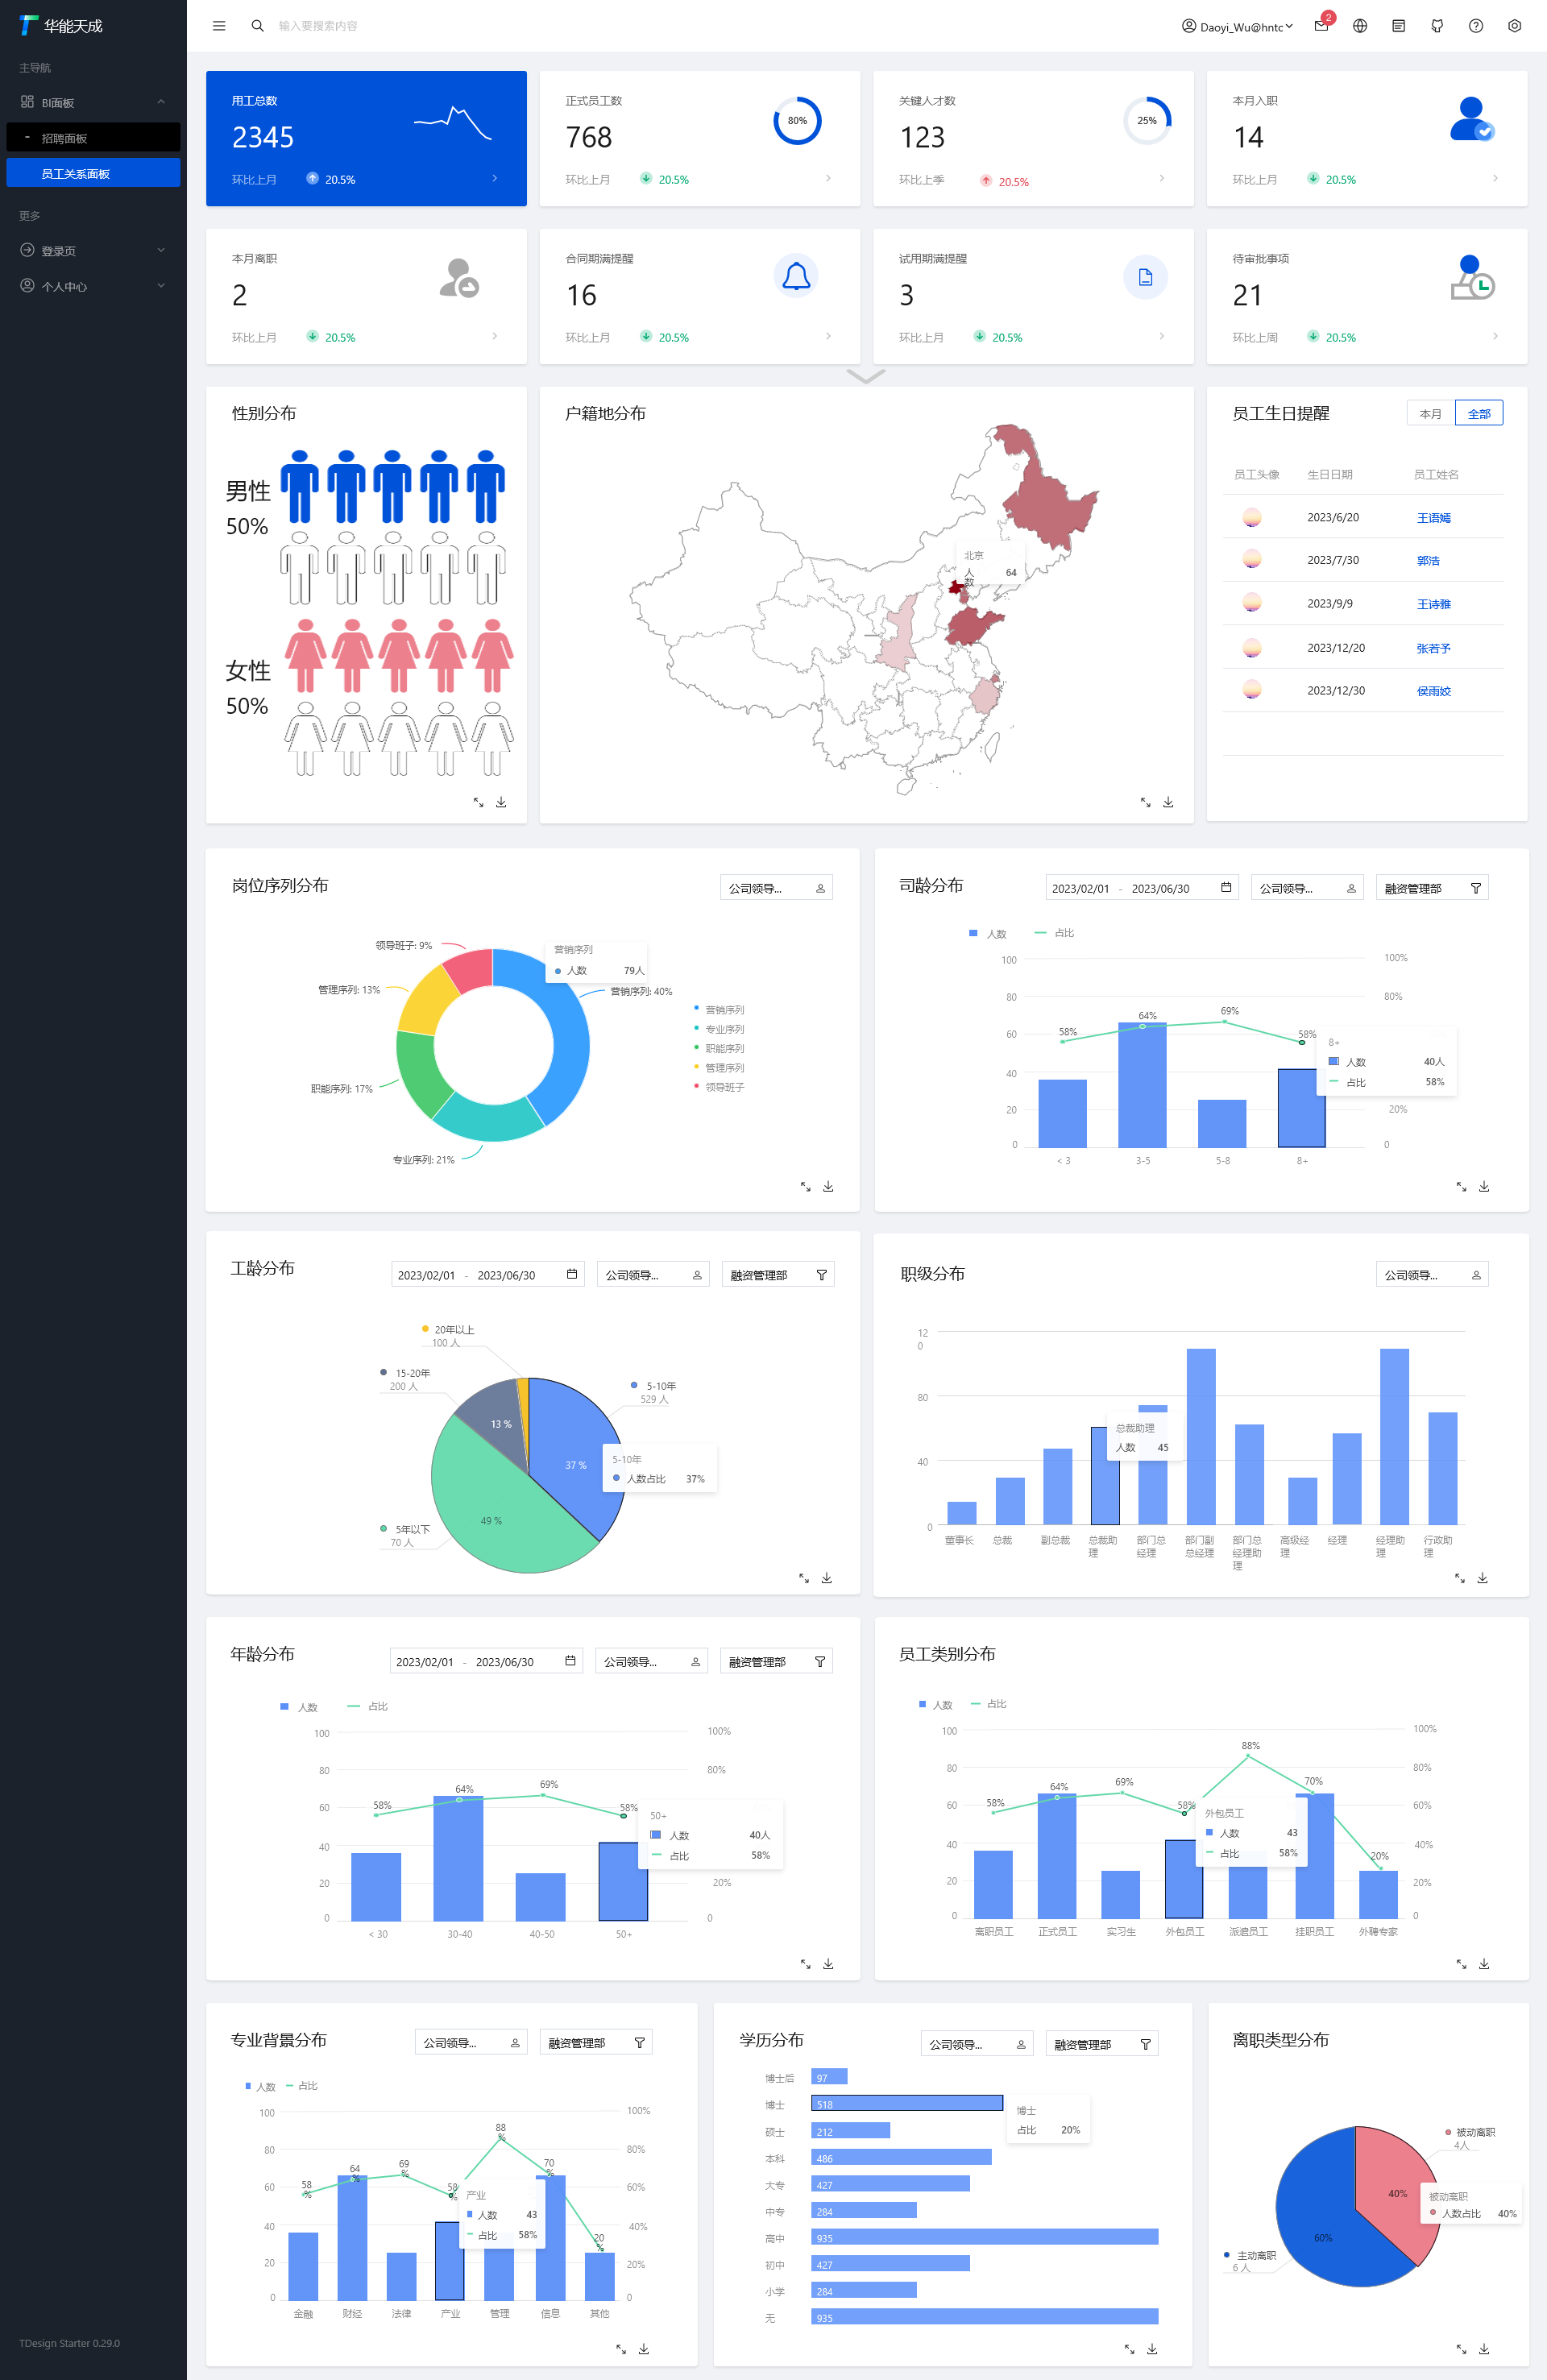 华能天成
主导航
BI面板
- 招聘面板
员工关系面板
更多
登录页
个人中心
TDesign Starter 0.29.0
输入要搜索内容
Daoyi_Wu@hntc
2
用工总数
2345
环比上月 20.5%
正式员工数
768
80%
环比上月 20.5%
关键人才数
123
25%
环比上季 20.5%
本月入职
14
环比上月 20.5%
本月离职
2
环比上月 20.5%
合同期满提醒
16
环比上月 20.5%
试用期满提醒
3
环比上月 20.5%
待审批事项
21
环比上周 20.5%
性别分布
男性
50%
女性
50%
户籍地分布
北京
人数 64
员工生日提醒
本月 全部
员工头像 生日日期 员工姓名
2023/6/20 王语嫣
2023/7/30 郭浩
2023/9/9 王诗雅
2023/12/20 张若予
2023/12/30 侯雨姣
岗位序列分布
公司领导...
领导班子: 9%
管理序列: 13%
职能序列: 17%
专业序列: 21%
营销序列: 40%
营销序列
人数 79人
营销序列
专业序列
职能序列
管理序列
领导班子
司龄分布
2023/02/01 - 2023/06/30 公司领导... 融资管理部
人数 占比
100 100%
80 80%
60
40
20 20%
0 0
58% 64% 69% 58%
8+
人数 40人
占比 58%
< 3 3-5 5-8 8+
工龄分布
2023/02/01 - 2023/06/30 公司领导... 融资管理部
20年以上
100 人
15-20年
200 人
5-10年
529 人
13 %
37 %
49 %
5-10年
人数占比 37%
5年以下
70 人
职级分布
公司领导...
120
80
40
0
总裁助理
人数 45
董事长 总裁 副总裁 总裁助理 部门总经理 部门副总经理 部门总经理助理 高级经理 经理 经理助理 行政助理
年龄分布
2023/02/01 - 2023/06/30 公司领导... 融资管理部
人数 占比
100 100%
80 80%
60
40
20 20%
0 0
58% 64% 69% 58%
50+
人数 40人
占比 58%
< 30 30-40 40-50 50+
员工类别分布
人数 占比
100 100%
80 80%
60 60%
40 40%
20 20%
0 0
58% 64% 69% 58% 88% 70% 20%
外包员工
人数 43
占比 58%
离职员工 正式员工 实习生 外包员工 派遣员工 挂职员工 外聘专家
专业背景分布
公司领导... 融资管理部
人数 占比
100 100%
80 80%
60 60%
40 40%
20 20%
0 0
58% 64% 69% 58% 88% 70% 20%
产业
人数 43
占比 58%
金融 财经 法律 产业 管理 信息 其他
学历分布
公司领导... 融资管理部
博士后 97
博士 518
硕士 212
本科 486
大专 427
中专 284
高中 935
初中 427
小学 284
无 935
博士
占比 20%
离职类型分布
被动离职
4人
40%
60%
被动离职
人数占比 40%
主动离职
6 人